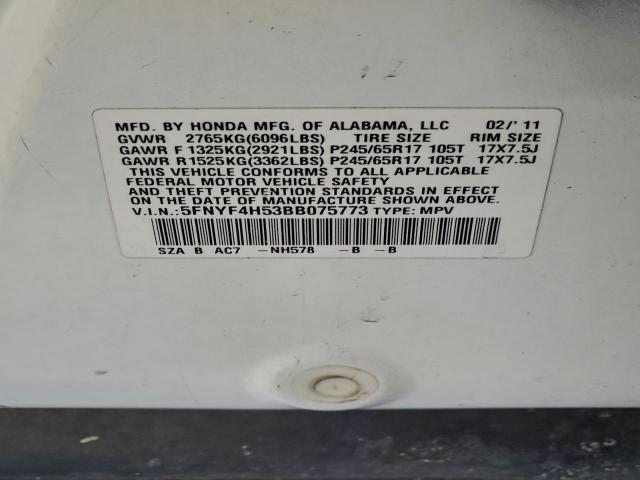 MFD. BY HONDA MFG. OF ALABAMA, LLC 02/'11
GVWR 2765KG(6096LBS) TIRE SIZE RIM SIZE
GAWR F 1325KG(2921LBS) P245/65R17 105T 17X7.5J
GAWR R 1525KG(3362LBS) P245/65R17 105T 17X7.5J
THIS VEHICLE CONFORMS TO ALL APPLICABLE
FEDERAL MOTOR VEHICLE SAFETY
AND THEFT PREVENTION STANDARDS IN EFFECT
ON THE DATE OF MANUFACTURE SHOWN ABOVE.
V.I.N.: 5FNYF4H53BB075773 TYPE: MPV
SZA B AC7 -NH578 -B -B